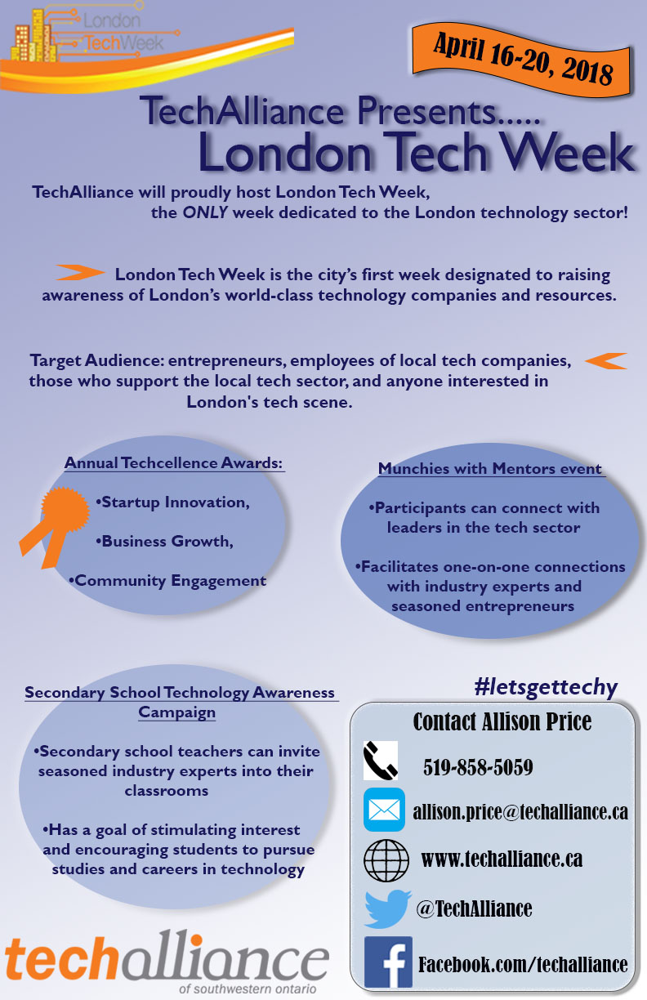 London
TechWeek
April 16-20, 2018
TechAlliance Presents.....
London Tech Week
TechAlliance will proudly host London Tech Week,
the ONLY week dedicated to the London technology sector!
London Tech Week is the city's first week designated to raising
awareness of London's world-class technology companies and resources.
Target Audience: entrepreneurs, employees of local tech companies,
those who support the local tech sector, and anyone interested in
London's tech scene.
Annual Techcellence Awards:
•Startup Innovation,
•Business Growth,
•Community Engagement
Munchies with Mentors event
•Participants can connect with
leaders in the tech sector
•Facilitates one-on-one connections
with industry experts and
seasoned entrepreneurs
Secondary School Technology Awareness
Campaign
•Secondary school teachers can invite
seasoned industry experts into their
classrooms
•Has a goal of stimulating interest
and encouraging students to pursue
studies and careers in technology
#letsgettechy
Contact Allison Price
519-858-5059
allison.price@techalliance.ca
www.techalliance.ca
@TechAlliance
Facebook.com/techalliance
techalliance
of southwestern ontario